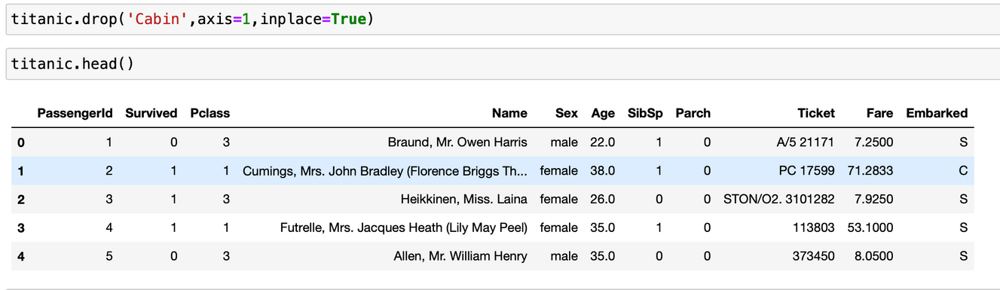 titanic.drop('Cabin',axis=1,inplace=True)
titanic.head()
PassengerId Survived Pclass Name Sex Age SibSp Parch Ticket Fare Embarked
0 1 0 3 Braund, Mr. Owen Harris male 22.0 1 0 A/5 21171 7.2500 S
1 2 1 1 Cumings, Mrs. John Bradley (Florence Briggs Th... female 38.0 1 0 PC 17599 71.2833 C
2 3 1 3 Heikkinen, Miss. Laina female 26.0 0 0 STON/O2. 3101282 7.9250 S
3 4 1 1 Futrelle, Mrs. Jacques Heath (Lily May Peel) female 35.0 1 0 113803 53.1000 S
4 5 0 3 Allen, Mr. William Henry male 35.0 0 0 373450 8.0500 S